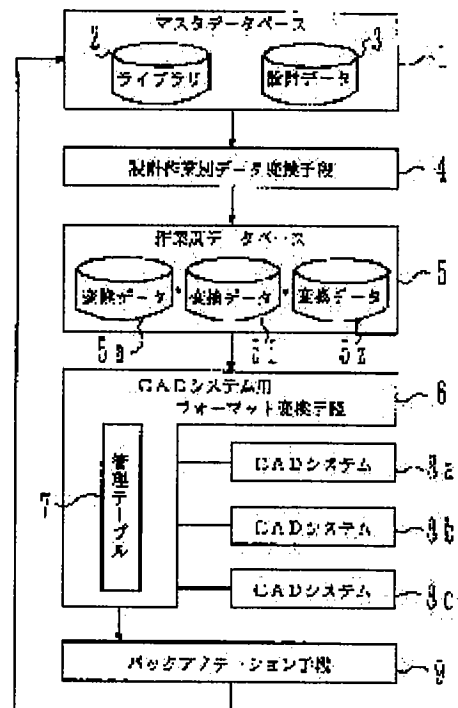 マスタデータベース
2
3
ライブラリ
設計データ
1
設計作業別データ変換手段
4
作業別データベース
5
変換データ
変換データ
変換データ
5a
5z
CADシステム用
フォーマット変換手段
6
7
管理テーブル
CADシステム
8a
CADシステム
8b
CADシステム
8c
バックアノテーション手段
9